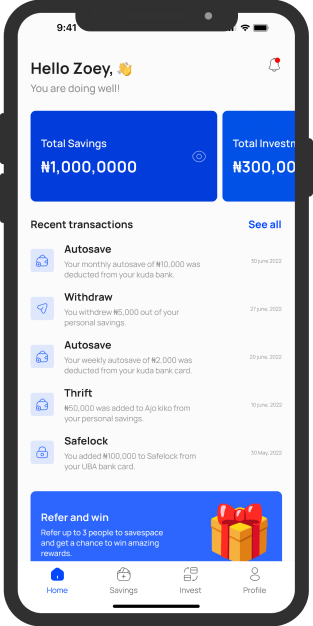 9:41
Hello Zoey, 👋
You are doing well!
Total Savings
₦1,000,0000
Total Investm
₦300,00
Recent transactions
See all
Autosave
Your monthly autosave of ₦10,000 was
deducted from your kuda bank.
30 june 2022
Withdraw
You withdrew ₦5,000 out of your
personal savings.
27 june, 2022
Autosave
Your weekly autosave of ₦2,000 was
deducted from your kuda bank card.
20 june, 2022
Thrift
₦50,000 was added to Ajo kiko from
your personal savings.
10 june, 2022
Safelock
You added ₦100,000 to Safelock from
your UBA bank card.
30 May, 2022
Refer and win
Refer up to 3 people to savespace
and get a chance to win amazing
rewards.
Home
Savings
Invest
Profile